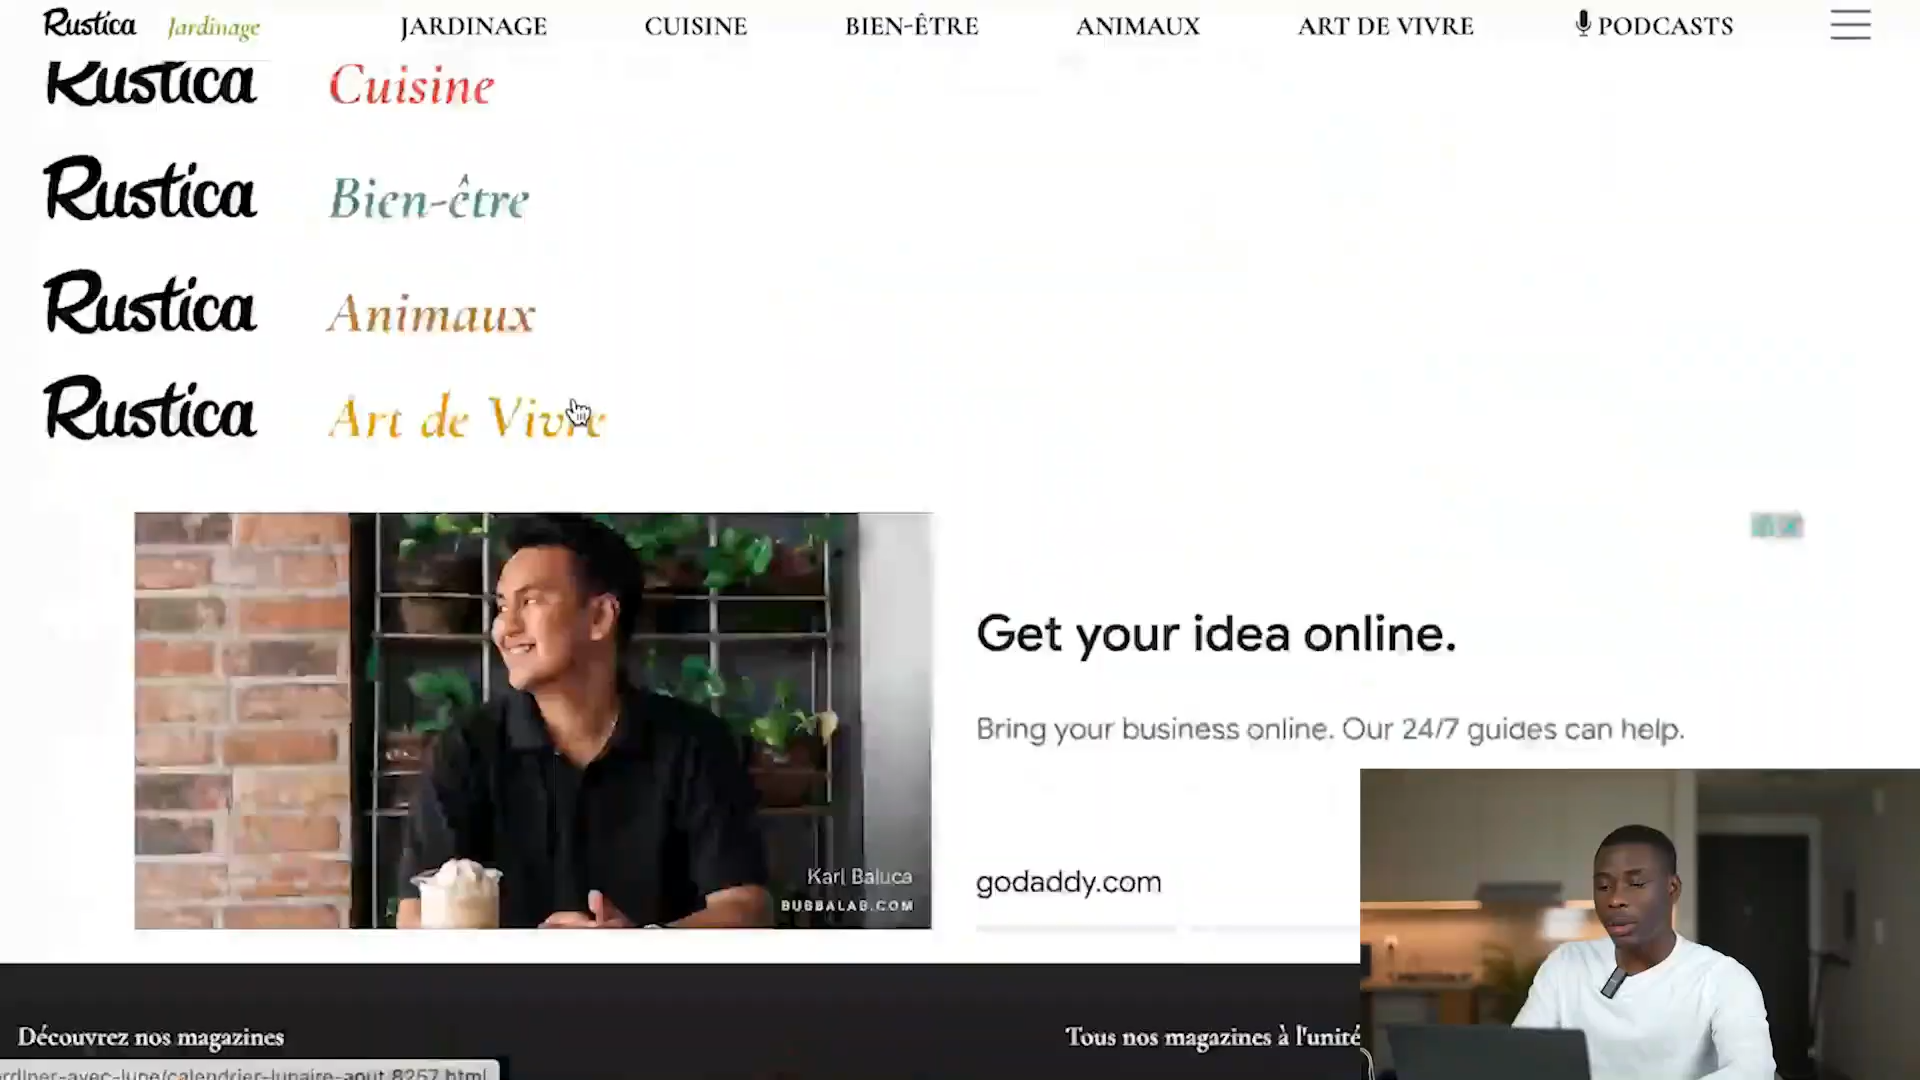 Rustica Jardinage JARDINAGE CUISINE BIEN-ÊTRE ANIMAUX ART DE VIVRE PODCASTS
Rustica Cuisine
Rustica Bien-être
Rustica Animaux
Rustica Art de Vivre
Get your idea online.
Bring your business online. Our 24/7 guides can help.
Karl Baluca
BUBBALAB.COM
godaddy.com
Découvrez nos magazines
Tous nos magazines à l'unité
ardiner-avec-lune/calendrier-lunaire-aout,8257.html